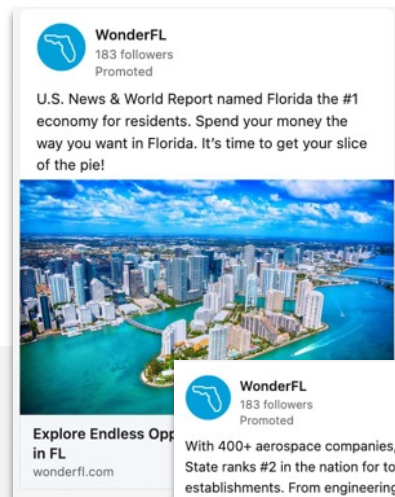 WonderFL
183 followers
Promoted
U.S. News & World Report named Florida the #1
economy for residents. Spend your money the
way you want in Florida. It's time to get your slice
of the pie!
Explore Endless Opp
in FL
wonderfl.com
WonderFL
183 followers
Promoted
With 400+ aerospace companies,
State ranks #2 in the nation for to
establishments. From engineering